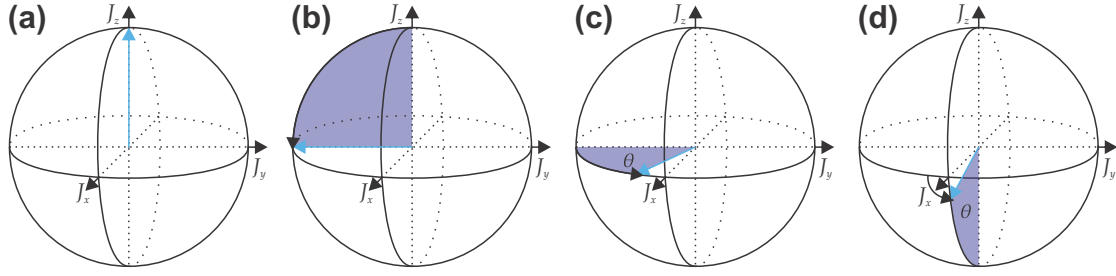 (a) J_z J_y J_x
(b) J_z J_y J_x
(c) J_z θ J_y J_x
(d) J_z J_y J_x θ